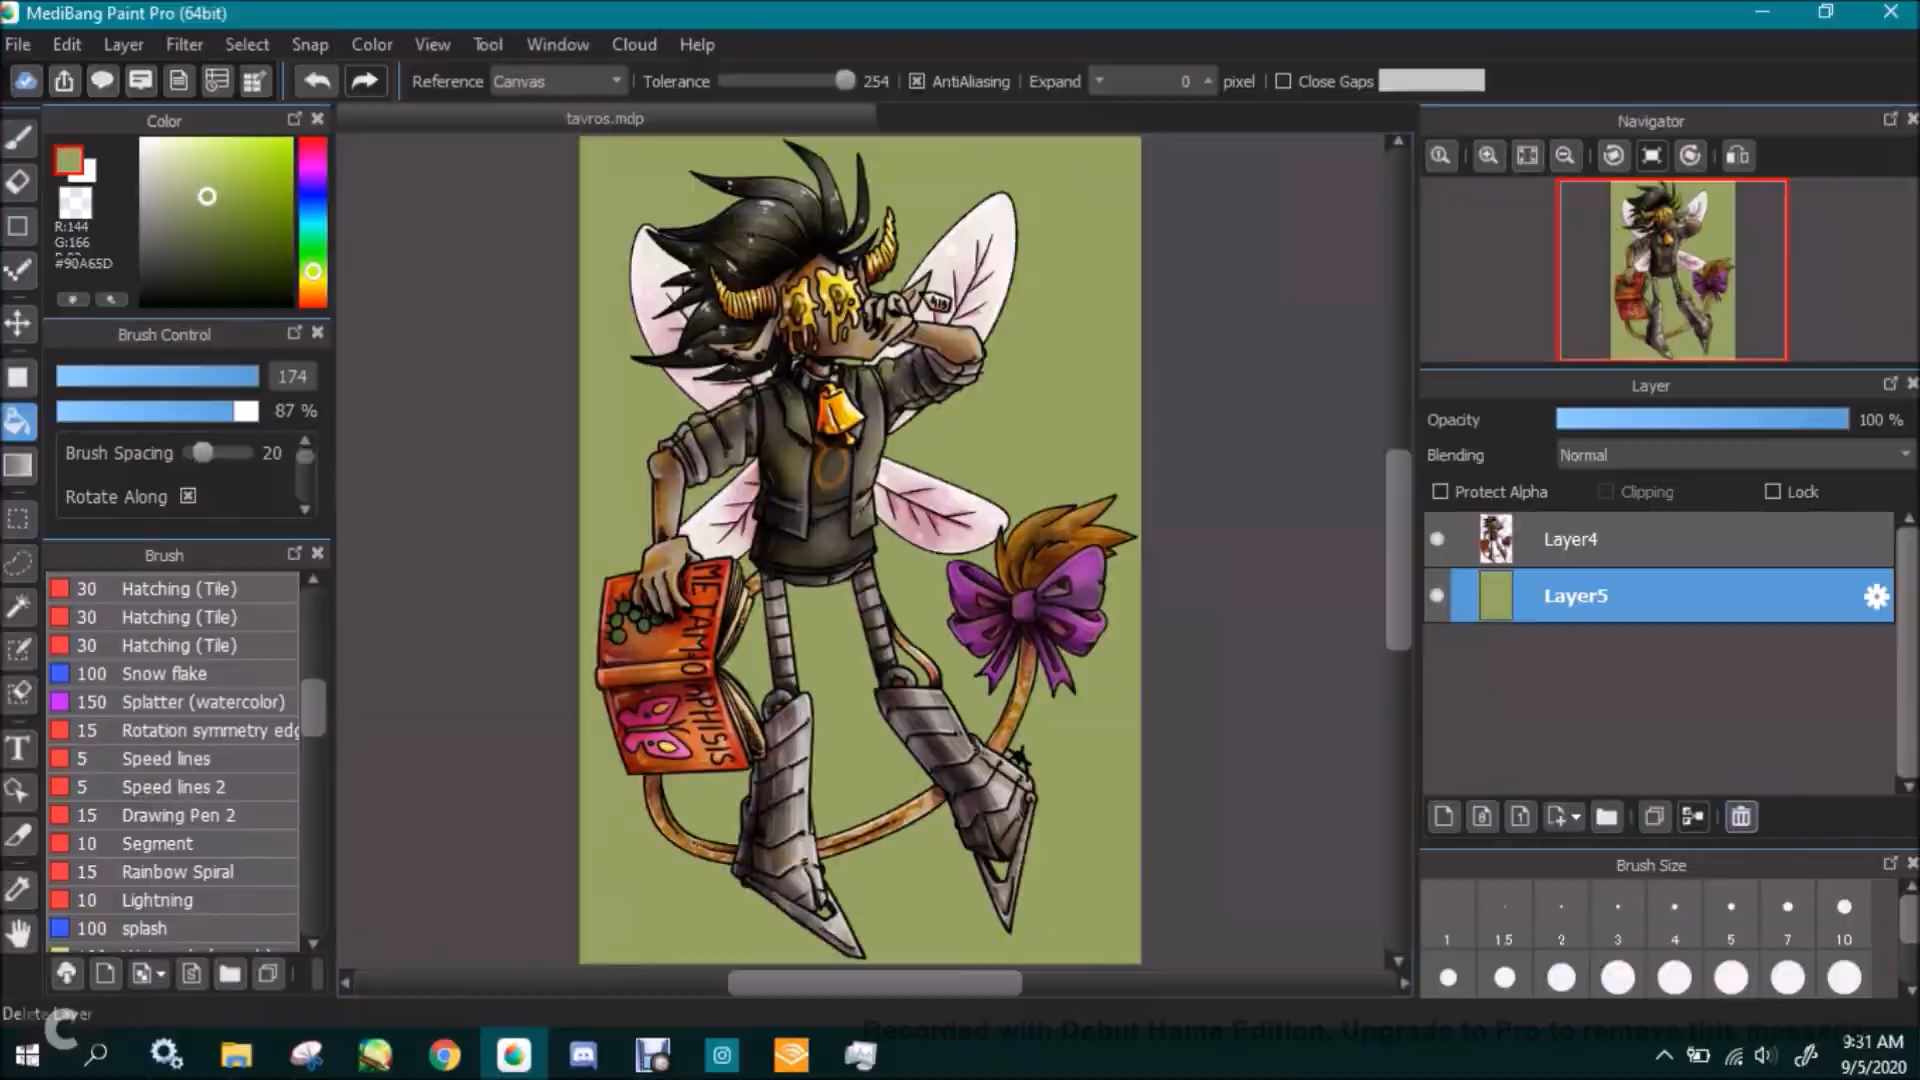 MediBang Paint Pro (64bit)
File Edit Layer Filter Select Snap Color View Tool Window Cloud Help
Reference Canvas Tolerance 254 AntiAliasing Expand 0 pixel Close Gaps
Color
tavros.mdp
Navigator
R:144
G:166
#90A65D
Brush Control
174
87 %
Brush Spacing 20
Rotate Along
Brush
30 Hatching (Tile)
30 Hatching (Tile)
30 Hatching (Tile)
100 Snow flake
150 Splatter (watercolor)
15 Rotation symmetry edg
5 Speed lines
5 Speed lines 2
15 Drawing Pen 2
10 Segment
15 Rainbow Spiral
10 Lightning
100 splash
METAMO
RPHISIS
Layer
Opacity 100 %
Blending Normal
Protect Alpha Clipping Lock
Layer4
Layer5
Brush Size
1 1.5 2 3 4 5 7 10
Delete Layer
Recorded with Debut Home Edition. Upgrade to Pro to remove this message
9:31 AM
9/5/2020